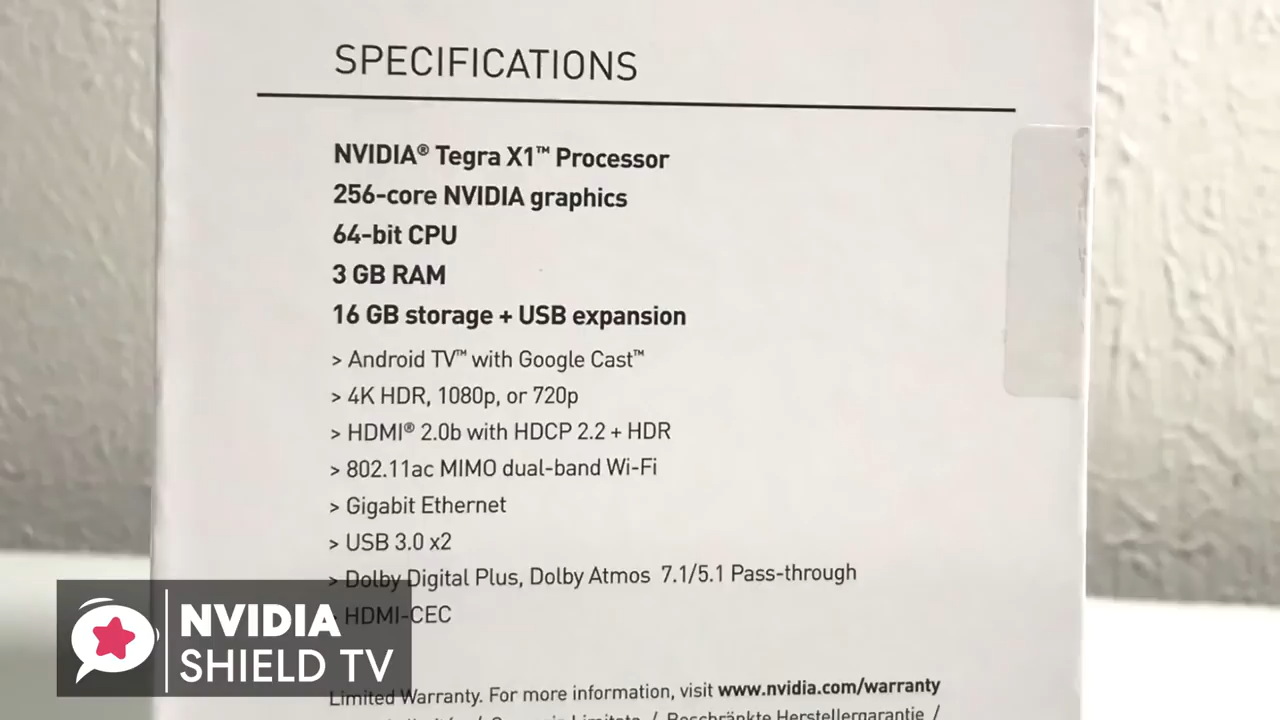 SPECIFICATIONS
NVIDIA® Tegra X1™ Processor
256-core NVIDIA graphics
64-bit CPU
3 GB RAM
16 GB storage + USB expansion
> Android TV™ with Google Cast™
> 4K HDR, 1080p, or 720p
> HDMI® 2.0b with HDCP 2.2 + HDR
> 802.11ac MIMO dual-band Wi-Fi
> Gigabit Ethernet
> USB 3.0 x2
> Dolby Digital Plus, Dolby Atmos 7.1/5.1 Pass-through
HDMI-CEC
NVIDIA
SHIELD TV
Limited Warranty. For more information, visit www.nvidia.com/warranty
/ Beschränkte Herstellergarantie /